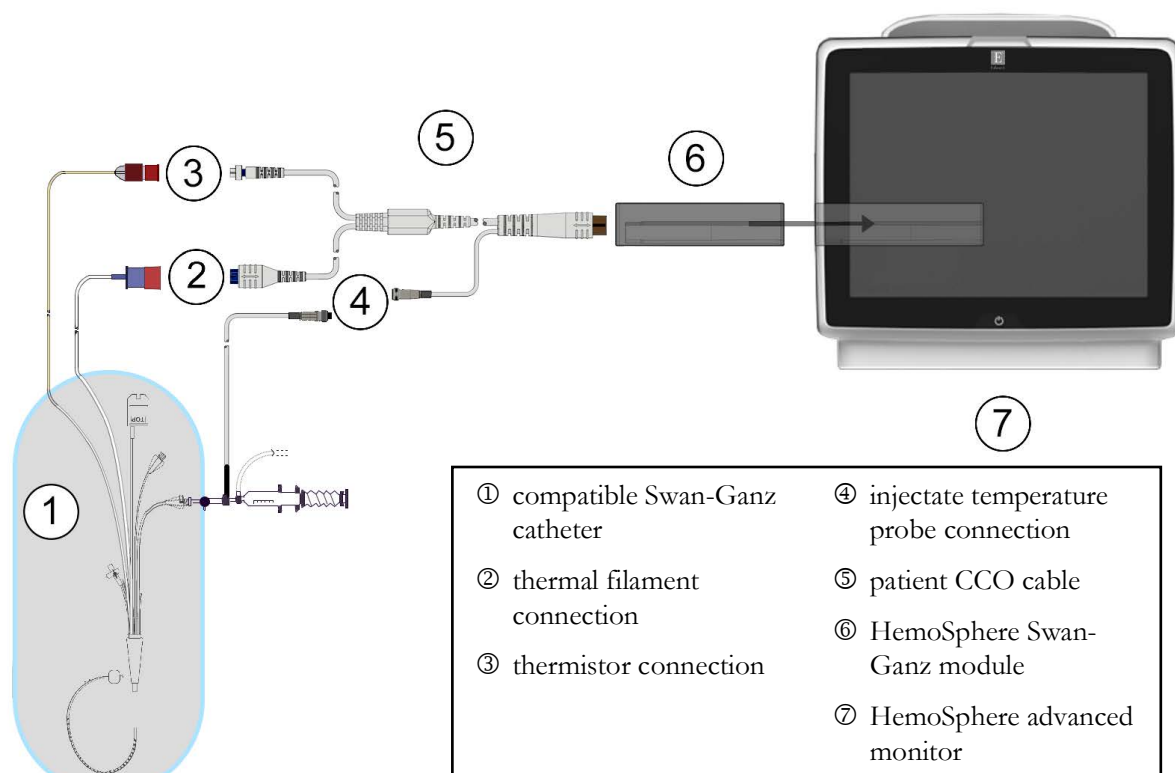 5
6
3
2
4
E
7
1
TOP
① compatible Swan-Ganz
catheter
② thermal filament
connection
③ thermistor connection
④ injectate temperature
probe connection
⑤ patient CCO cable
⑥ HemoSphere Swan-
Ganz module
⑦ HemoSphere advanced
monitor